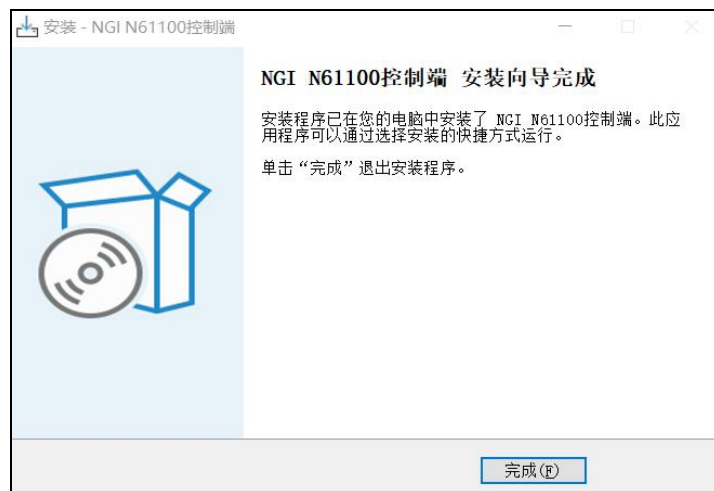 安装 - NGI N61100控制端
NGI N61100控制端 安装向导完成
安装程序已在您的电脑中安装了 NGI N61100控制端。此应
用程序可以通过选择安装的快捷方式运行。
单击“完成”退出安装程序。
完成(F)